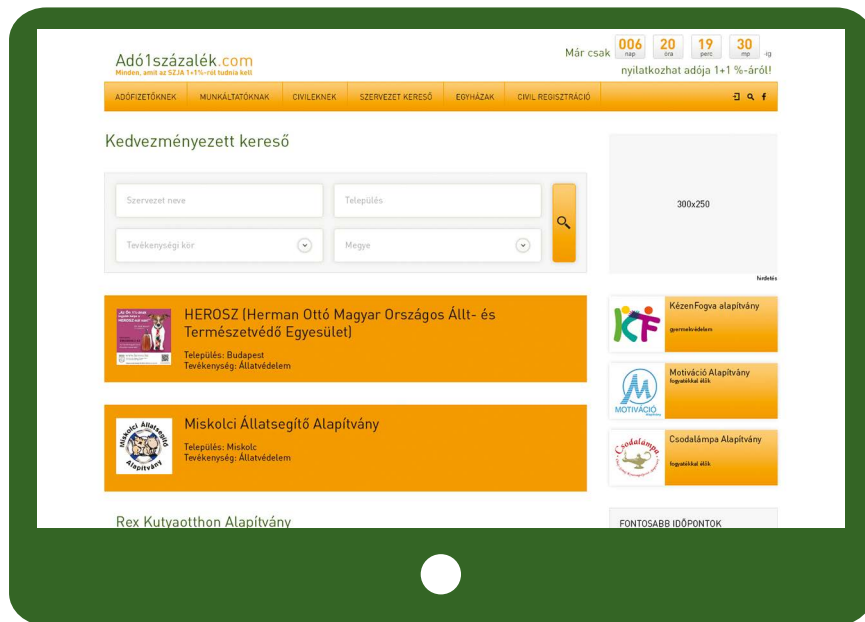 Adó1százalék.com
Minden, amit az SZJA 1+1%-ról tudnia kell
Már csak 006 nap 20 óra 19 perc 30 mp -ig
nyilatkozhat adója 1+1 %-áról!
ADÓFIZETŐKNEK MUNKÁLTATÓKNAK CIVILEKNEK SZERVEZET KERESŐ EGYHÁZAK CIVIL REGISZTRÁCIÓ
Kedvezményezett kereső
Szervezet neve
Település
Tevékenységi kör
Megye
300x250
hirdetés
HEROSZ (Herman Ottó Magyar Országos Állt- és
Természetvédő Egyesület)
Település: Budapest
Tevékenység: Állatvédelem
Miskolci Állatsegítő Alapítvány
Miskolci Állatsegítő Alapítvány
Település: Miskolc
Tevékenység: Állatvédelem
Rex Kutyaotthon Alapítvány
KF
KézenFogva alapítvány
gyermekvédelem
MOTIVÁCIÓ
Motiváció Alapítvány
fogyatékkal élők
Csodalámpa
Csodalámpa Alapítvány
fogyatékkal élők
FONTOSABB IDŐPONTOK